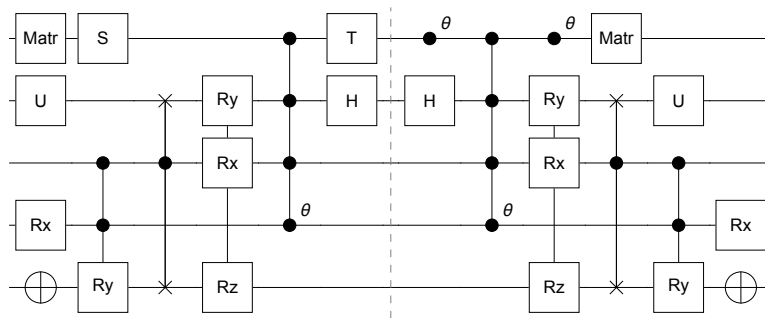 θ θ
Matr S T Matr
U Ry H H Ry U
Rx Rx
θ θ
Rx Rx
Ry Rz Rz Ry